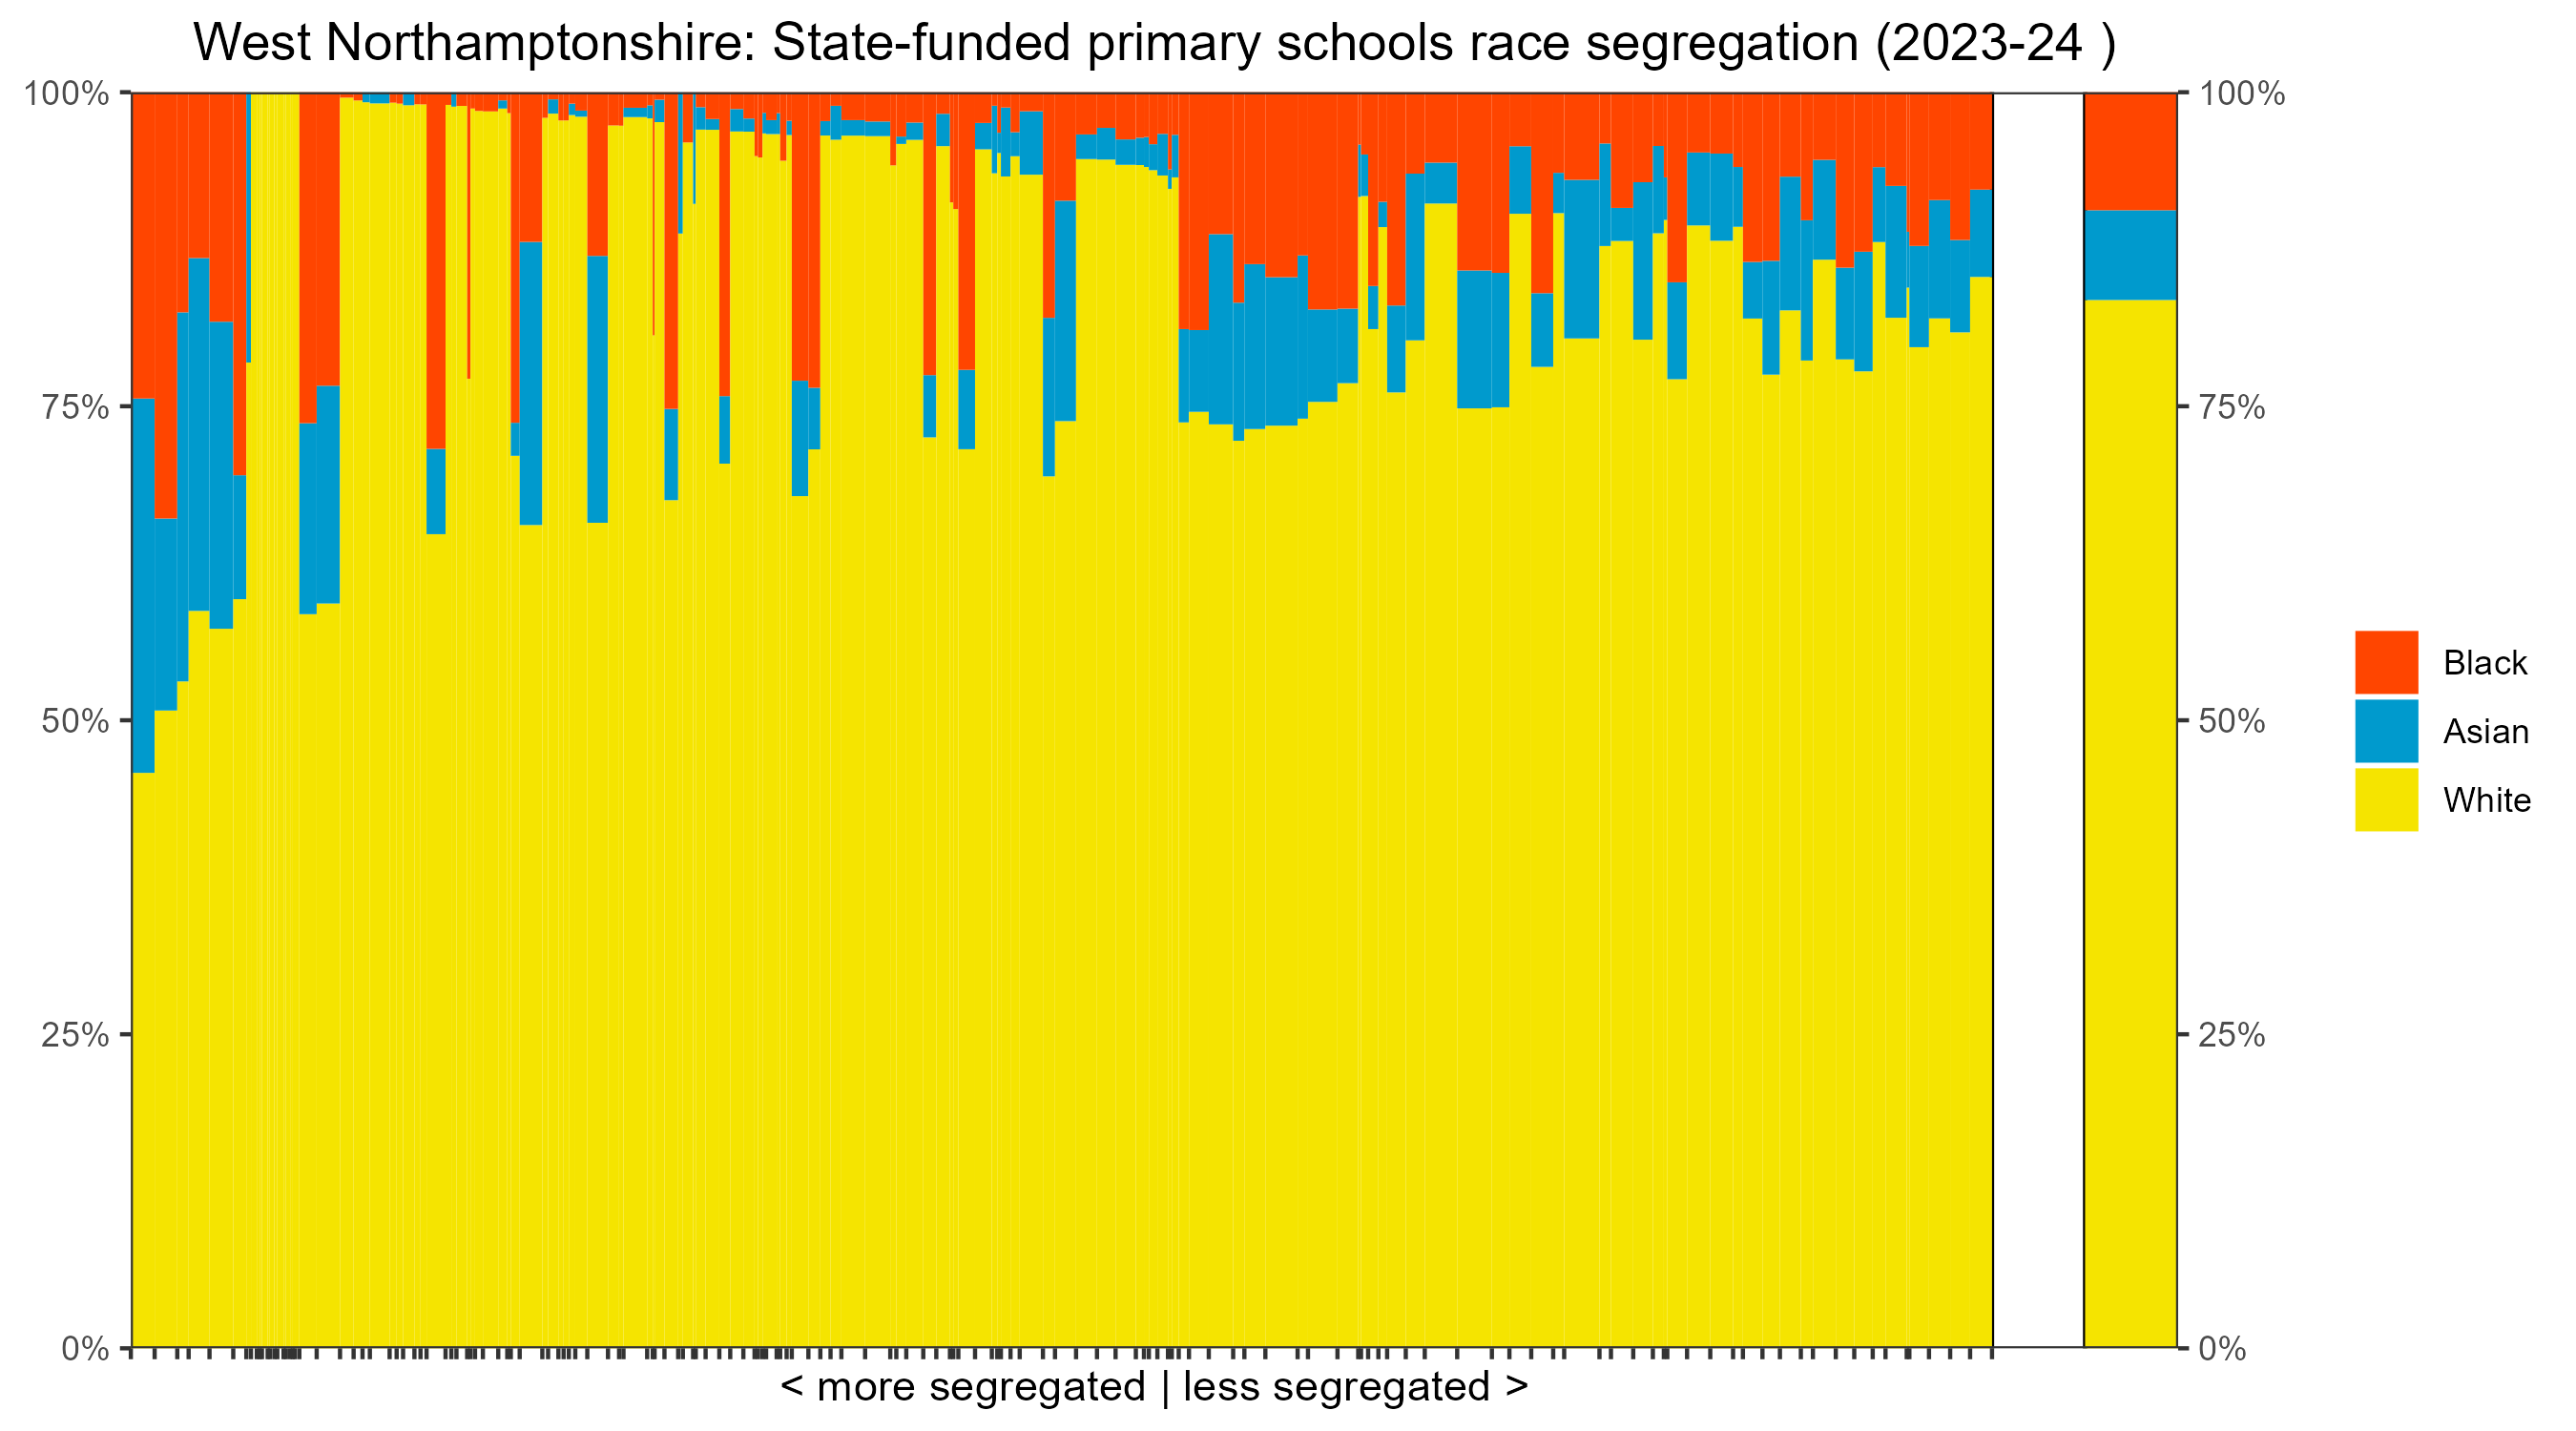 West Northamptonshire: State-funded primary schools race segregation (2023-24 )
100%
75%
50%
25%
0%
100%
75%
50%
25%
0%
Black
Asian
White
< more segregated | less segregated >